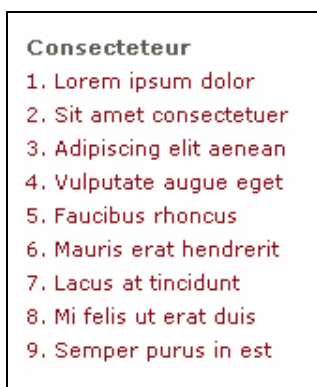 Consecteteur
1. Lorem ipsum dolor
2. Sit amet consectetuer
3. Adipiscing elit aenean
4. Vulputate augue eget
5. Faucibus rhoncus
6. Mauris erat hendrerit
7. Lacus at tincidunt
8. Mi felis ut erat duis
9. Semper purus in est